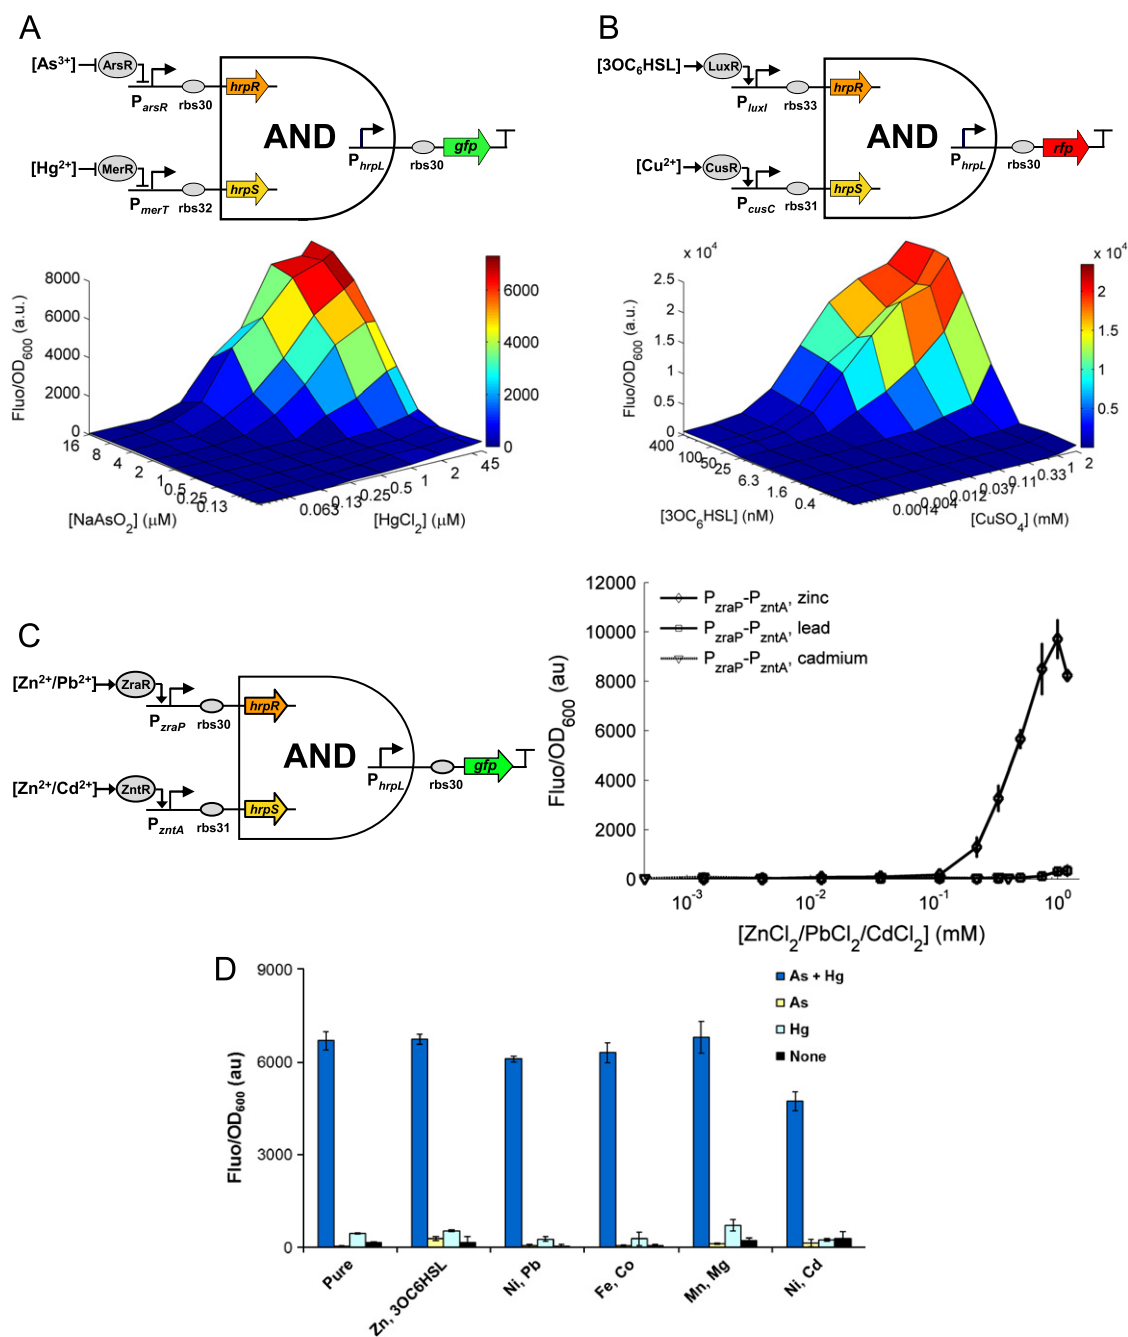 A
[As3+]
ArsR
ParsR
rbs30
hrpR
AND
PhrpL
rbs30
gfp
[Hg2+]
MerR
PmerT
rbs32
hrpS
Fluo/OD600 (a.u.)
8000
6000
4000
2000
0
16
8
4
2
1
0.5
0.25
0.13
[NaAsO2] (μM)
0.063
0.13
0.25
0.5
1
2
45
[HgCl2] (μM)
6000
4000
2000
0
B
[3OC6HSL]
LuxR
PluxI
rbs33
hrpR
AND
PhrpL
rbs30
rfp
[Cu2+]
CusR
PcusC
rbs31
hrpS
Fluo/OD600 (a.u.)
x 104
2.5
2
1.5
1
0.5
0
400
100
50
25
6.3
1.6
0.4
[3OC6HSL] (nM)
0.0014
0.004
0.012
0.037
0.11
0.33
1
2
[CuSO4] (mM)
x 104
2
1.5
1
0.5
C
[Zn2+/Pb2+]
ZraR
PzraP
rbs30
hrpR
AND
PhrpL
rbs30
gfp
[Zn2+/Cd2+]
ZntR
PzntA
rbs31
hrpS
Fluo/OD600 (au)
12000
10000
8000
6000
4000
2000
0
PzraP-PzntA, zinc
PzraP-PzntA, lead
PzraP-PzntA, cadmium
10-3
10-2
10-1
100
[ZnCl2/PbCl2/CdCl2] (mM)
D
Fluo/OD600 (au)
9000
6000
3000
0
As + Hg
As
Hg
None
Pure
Zn, 3OC6HSL
Ni, Pb
Fe, Co
Mn, Mg
Ni, Cd